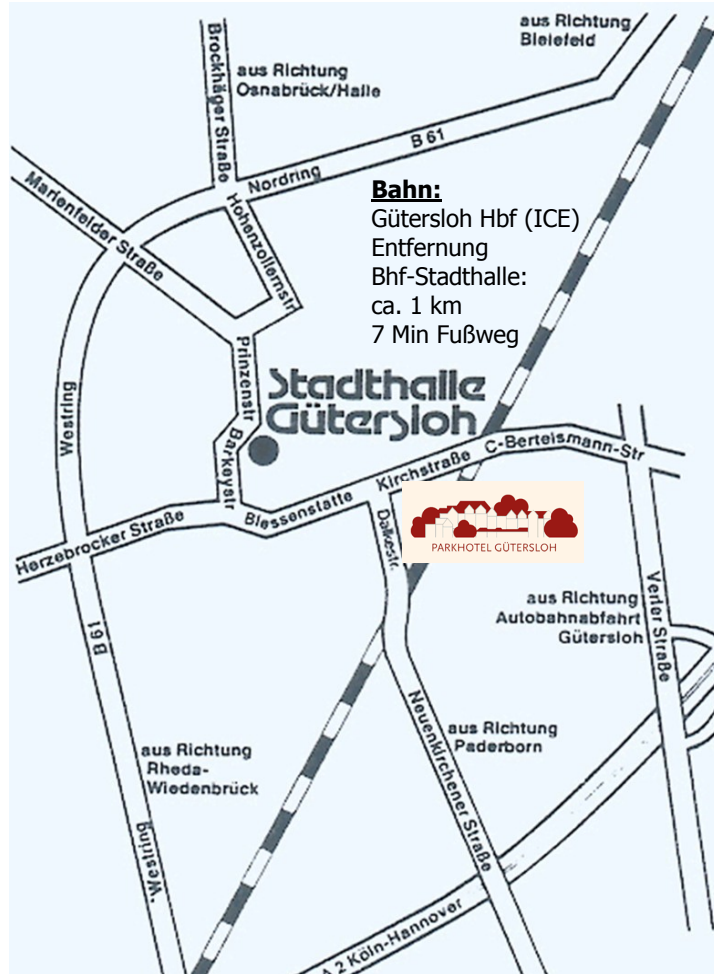 aus Richtung
Bielefeld
Brockhäger Straße
aus Richtung
Osnabrück/Halle
B 61
Nordring
Marienfelder Straße
Hohenzollernstr
Bahn:
Gütersloh Hbf (ICE)
Entfernung
Bhf-Stadthalle:
ca. 1 km
7 Min Fußweg
Prinzenstr
Stadthalle
Gütersloh
Westring
Barkeystr
Kirchstraße
C-Bertelsmann-Str
Blessenstatte
Herzebrocker Straße
Dalkestr.
PARKHOTEL GÜTERSLOH
aus Richtung
Autobahnabfahrt
Gütersloh
Verler Straße
B 61
Neuenkirchener Straße
aus Richtung
Paderborn
aus Richtung
Rheda-
Wiedenbrück
Westring
A 2 Köln-Hannover